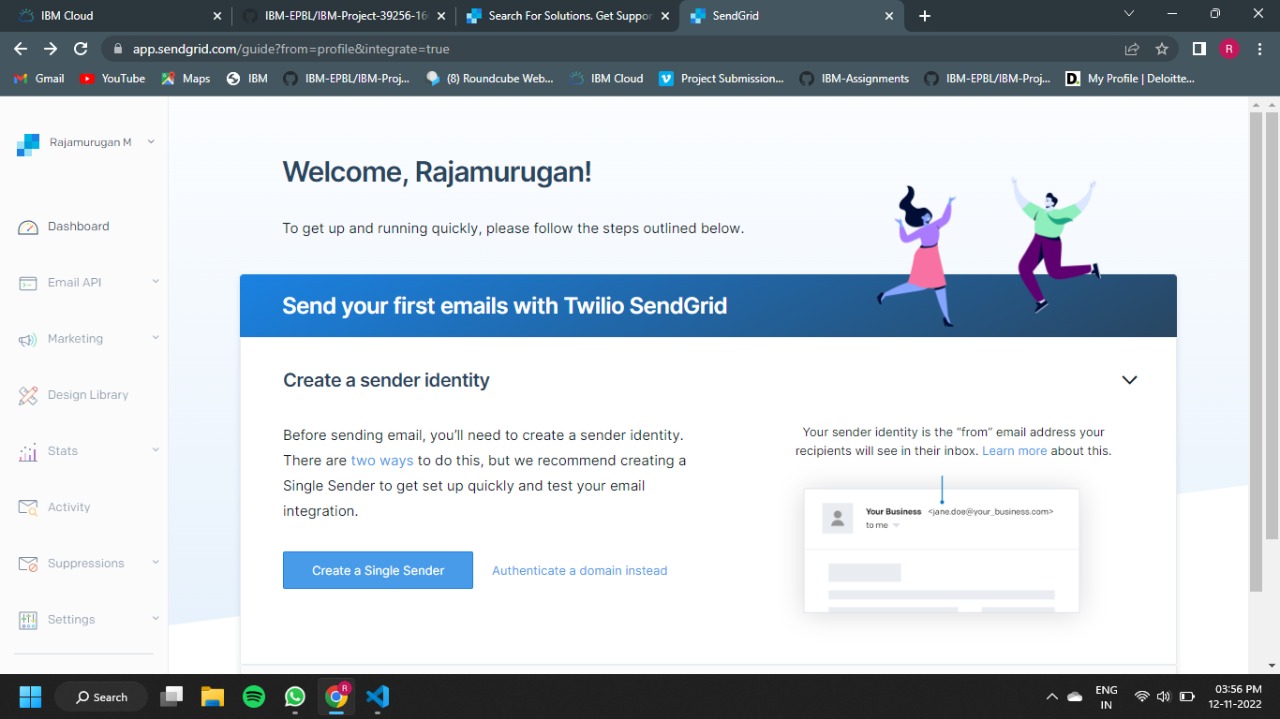 IBM Cloud
IBM-EPBL/IBM-Project-39256-16
Search For Solutions. Get Suppor
SendGrid
app.sendgrid.com/guide?from=profile&integrate=true
R
Gmail
YouTube
Maps
IBM
IBM-EPBL/IBM-Proj...
(8) Roundcube Web...
IBM Cloud
Project Submission...
IBM-Assignments
IBM-EPBL/IBM-Proj...
My Profile | Deloitte...
Rajamurugan M
Dashboard
Email API
Marketing
Design Library
Stats
Activity
Suppressions
Settings
Welcome, Rajamurugan!
To get up and running quickly, please follow the steps outlined below.
Send your first emails with Twilio SendGrid
Create a sender identity
Before sending email, you’ll need to create a sender identity.
There are two ways to do this, but we recommend creating a
Single Sender to get set up quickly and test your email
integration.
Create a Single Sender
Authenticate a domain instead
Your sender identity is the “from” email address your
recipients will see in their inbox. Learn more about this.
Your Business <jane.doe@your_business.com>
to me
Search
R
ENG
IN
03:56 PM
12-11-2022